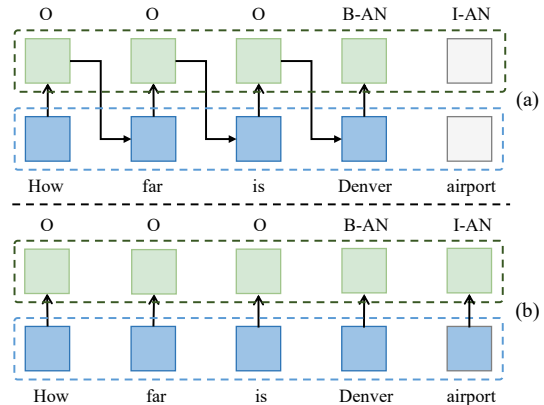 O O O B-AN I-AN
(a)
How far is Denver airport
O O O B-AN I-AN
(b)
How far is Denver airport